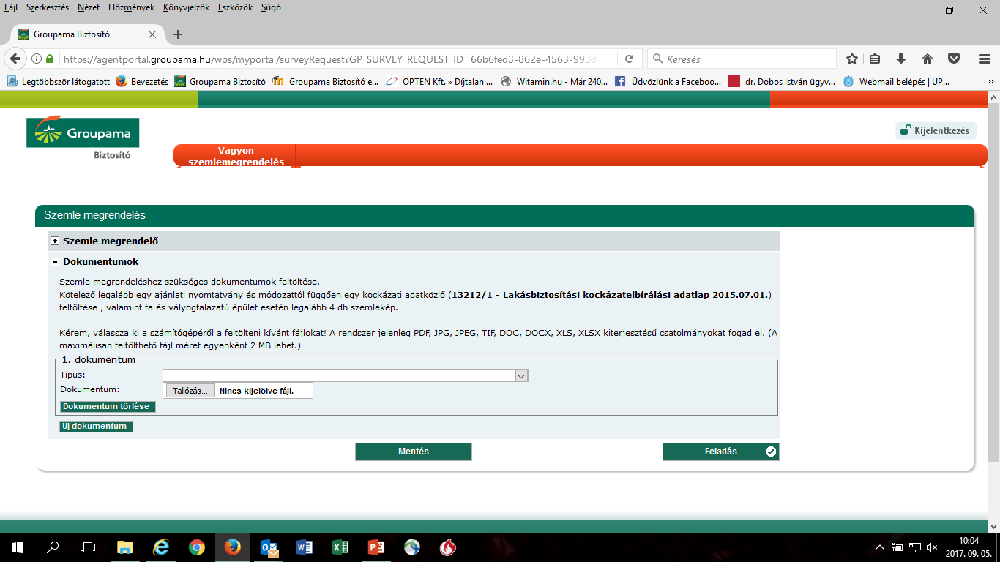 Fájl Szerkesztés Nézet Előzmények Könyvjelzők Eszközök Súgó
Groupama Biztosító
https://agentportal.groupama.hu/wps/myportal/surveyRequest?GP_SURVEY_REQUEST_ID=66b6fed3-862e-4563-993d-
Keresés
Legtöbbször látogatott Bevezetés Groupama Biztosító Groupama Biztosító e... OPTEN Kft. » Díjtalan ... Witamin.hu - Már 240... Üdvözlünk a Faceboo... dr. Dobos István ügyv... Webmail belépés | UP...
Groupama
Biztosító
Kijelentkezés
Vagyon
szemlemegrendelés
Szemle megrendelés
Szemle megrendelő
Dokumentumok
Szemle megrendeléshez szükséges dokumentumok feltöltése.
Kötelező legalább egy ajánlati nyomtatvány és módozattól függően egy kockázati adatközlő (13212/1 - Lakásbiztosítási kockázatelbírálási adatlap 2015.07.01.)
feltöltése , valamint fa és vályogfalazatú épület esetén legalább 4 db szemlekép.
Kérem, válassza ki a számítógépéről a feltölteni kívánt fájlokat! A rendszer jelenleg PDF, JPG, JPEG, TIF, DOC, DOCX, XLS, XLSX kiterjesztésű csatolmányokat fogad el. (A
maximálisan feltölthető fájl méret egyenként 2 MB lehet.)
1. dokumentum
Típus:
Dokumentum: Tallózás... Nincs kijelölve fájl.
Dokumentum törlése
Új dokumentum
Mentés Feladás
10:04
2017. 09. 05.